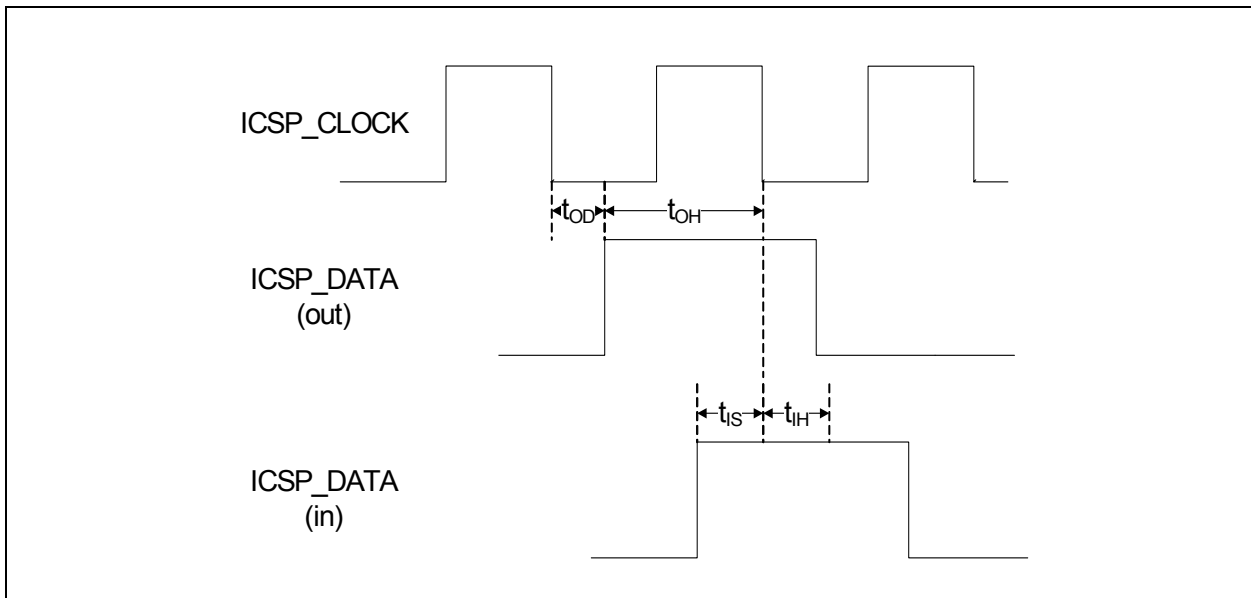 ICSP_CLOCK
tOD
tOH
ICSP_DATA
(out)
tIS
tIH
ICSP_DATA
(in)